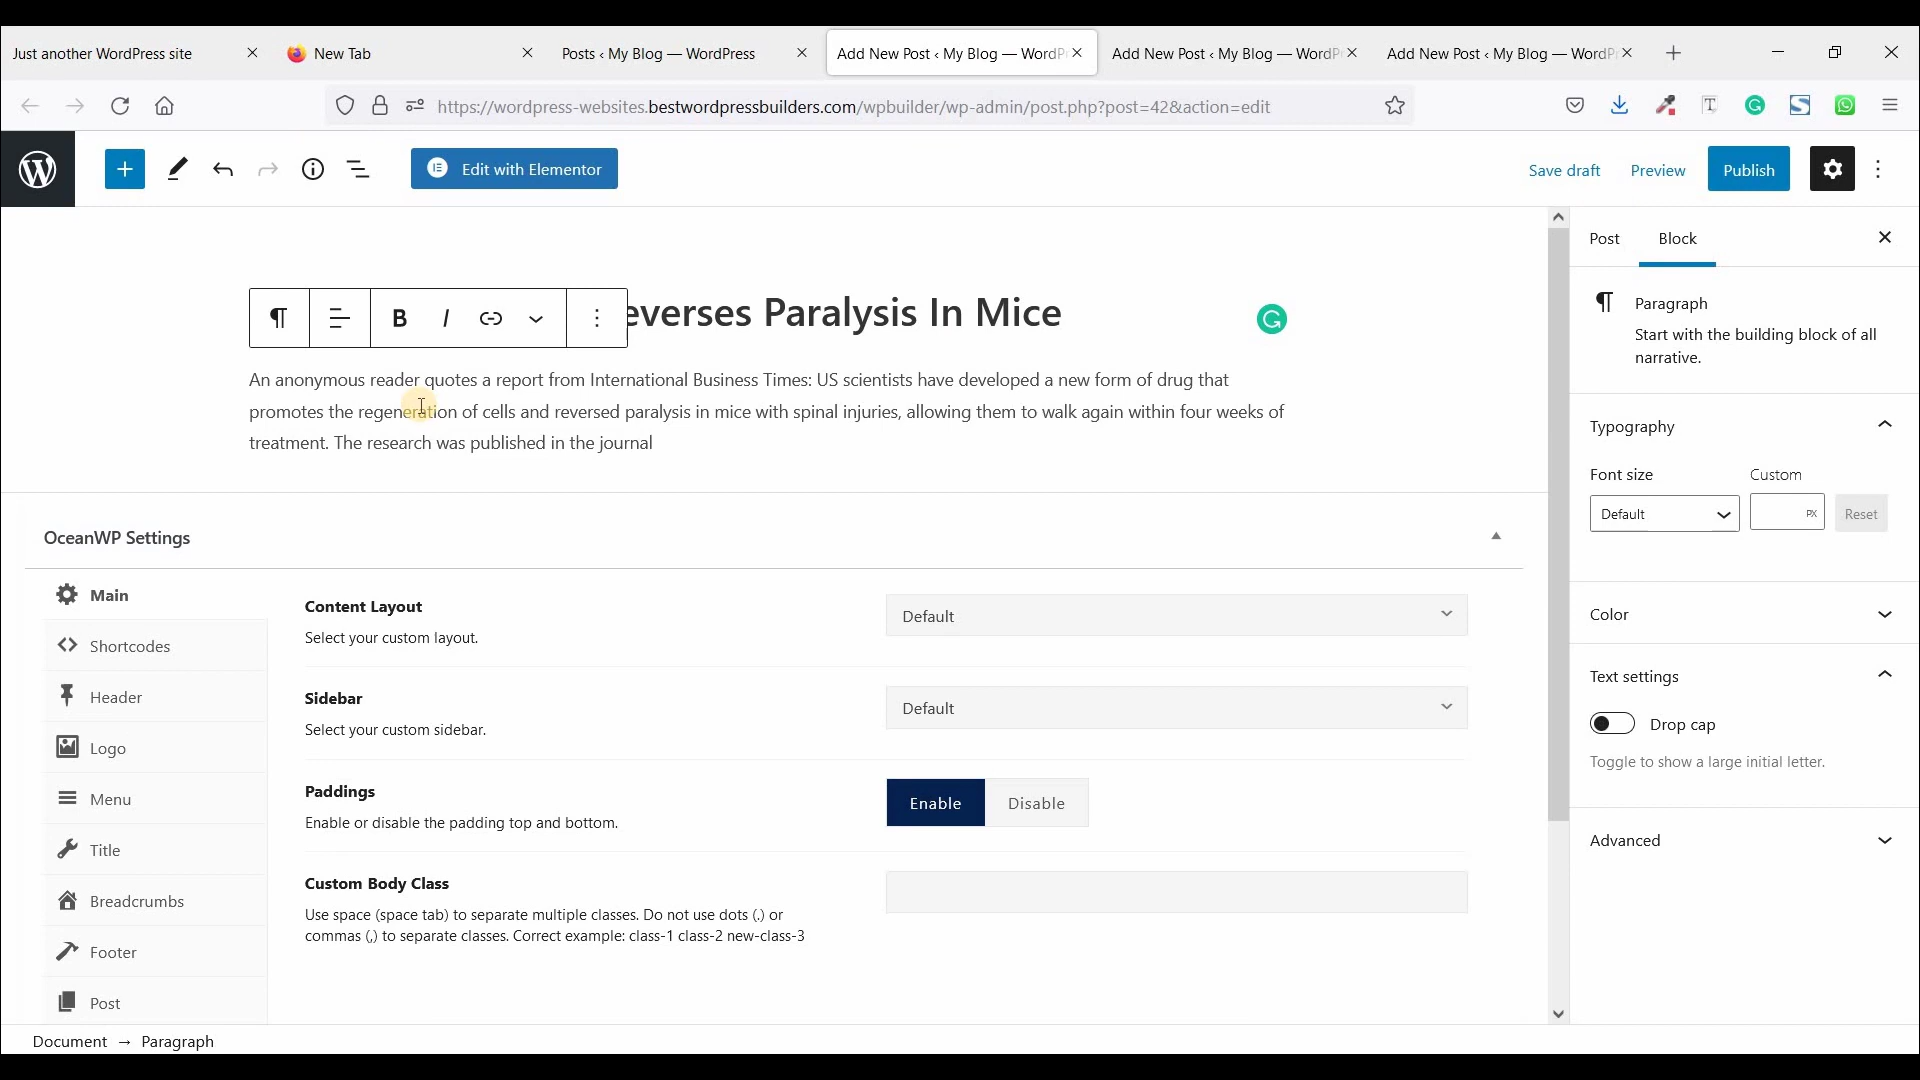 Just another WordPress site
New Tab
Posts ‹ My Blog — WordPress
Add New Post ‹ My Blog — WordP
Add New Post ‹ My Blog — WordP
Add New Post ‹ My Blog — WordP
https://wordpress-websites.bestwordpressbuilders.com/wpbuilder/wp-admin/post.php?post=42&action=edit
Edit with Elementor
Save draft
Preview
Publish
Post
Block
everses Paralysis In Mice
An anonymous reader quotes a report from International Business Times: US scientists have developed a new form of drug that
promotes the regeneration of cells and reversed paralysis in mice with spinal injuries, allowing them to walk again within four weeks of
treatment. The research was published in the journal
Paragraph
Start with the building block of all
narrative.
Typography
Font size
Custom
Default
PX
Reset
Color
Text settings
Drop cap
Toggle to show a large initial letter.
Advanced
OceanWP Settings
Main
Shortcodes
Header
Logo
Menu
Title
Breadcrumbs
Footer
Post
Content Layout
Select your custom layout.
Default
Sidebar
Select your custom sidebar.
Default
Paddings
Enable or disable the padding top and bottom.
Enable
Disable
Custom Body Class
Use space (space tab) to separate multiple classes. Do not use dots (.) or
commas (,) to separate classes. Correct example: class-1 class-2 new-class-3
Document → Paragraph